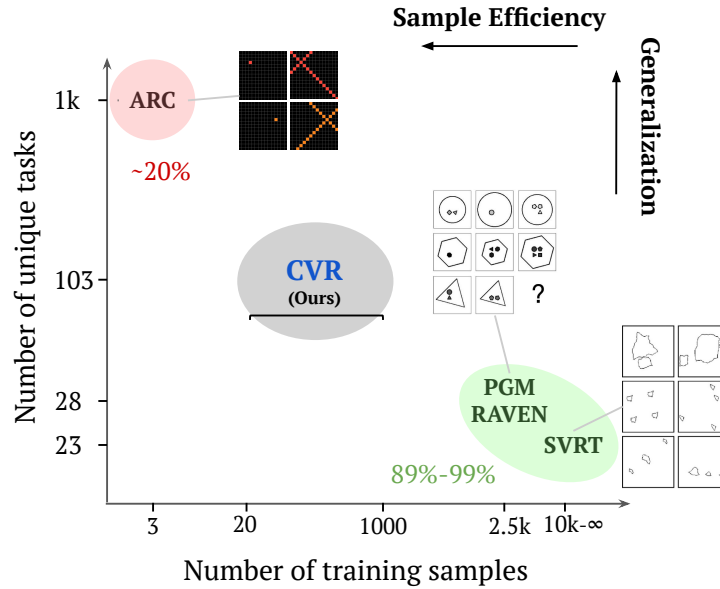 Sample Efficiency
Generalization
Number of unique tasks
1k
ARC
~20%
103
CVR
(Ours)
?
28
23
PGM
RAVEN
SVRT
89%-99%
3
20
1000
2.5k
10k-∞
Number of training samples